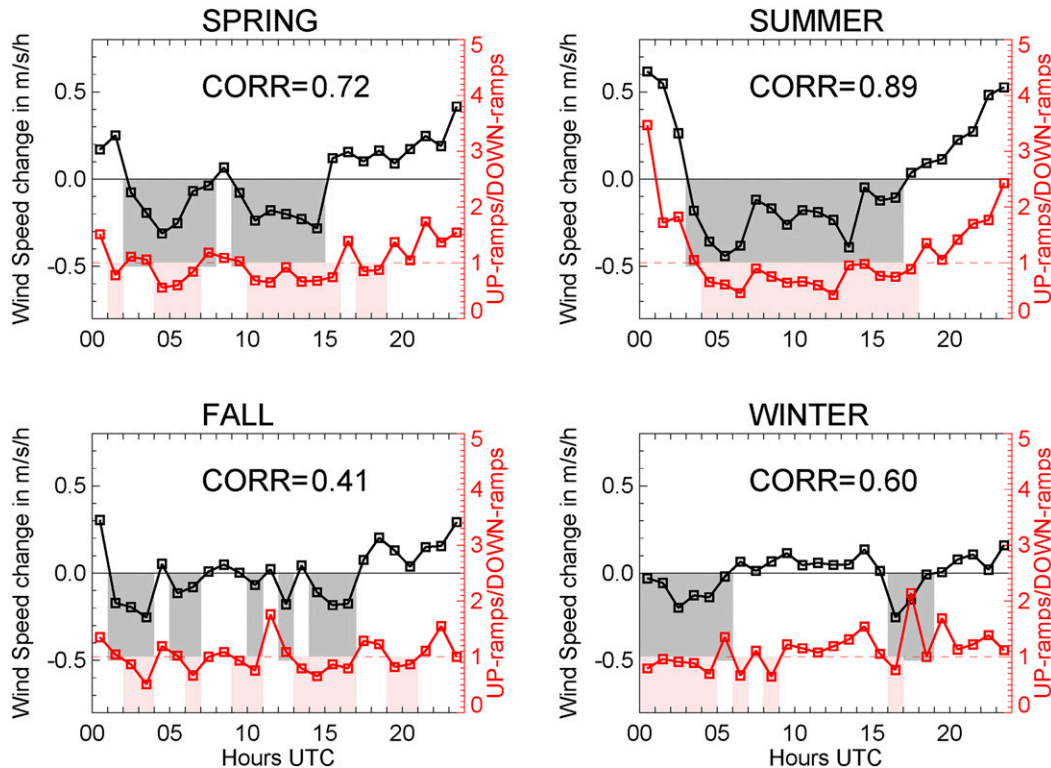 SPRING
Wind Speed change in m/s/h
0.5
0.0
-0.5
CORR=0.72
5
4
3
2
1
0
UP-ramps/DOWN-ramps
00 05 10 15 20
SUMMER
Wind Speed change in m/s/h
0.5
0.0
-0.5
CORR=0.89
5
4
3
2
1
0
UP-ramps/DOWN-ramps
00 05 10 15 20
FALL
Wind Speed change in m/s/h
0.5
0.0
-0.5
CORR=0.41
5
4
3
2
1
0
UP-ramps/DOWN-ramps
00 05 10 15 20
Hours UTC
WINTER
Wind Speed change in m/s/h
0.5
0.0
-0.5
CORR=0.60
5
4
3
2
1
0
UP-ramps/DOWN-ramps
00 05 10 15 20
Hours UTC